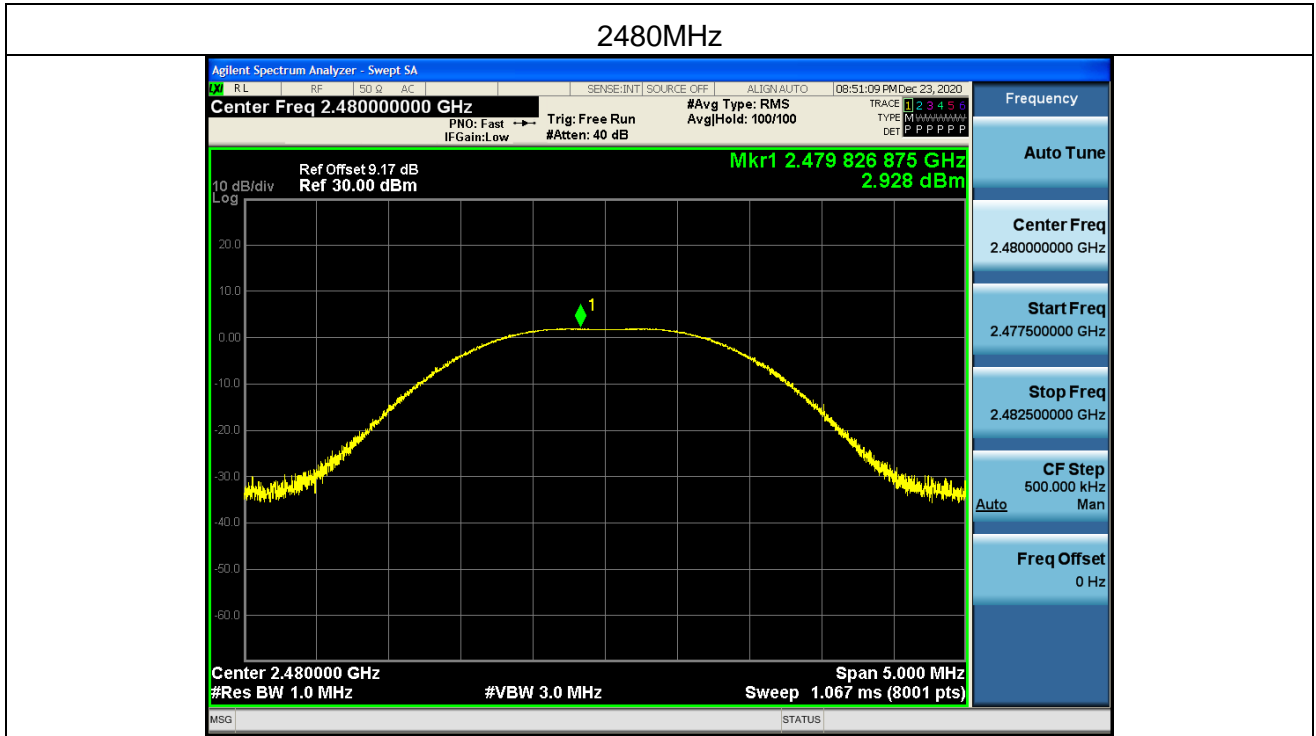 2480MHz
Agilent Spectrum Analyzer - Swept SA
LXI RL RF 50 Ω AC SENSE:INT SOURCE OFF ALIGN AUTO 08:51:09 PM Dec 23, 2020
Center Freq 2.480000000 GHz
PNO: Fast
IFGain:Low
Trig: Free Run
#Atten: 40 dB
#Avg Type: RMS
Avg|Hold: 100/100
TRACE 1 2 3 4 5 6
TYPE M WWWWW
DET P P P P P P
Ref Offset 9.17 dB
10 dB/div Ref 30.00 dBm
Log
Mkr1 2.479 826 875 GHz
2.928 dBm
20.0
10.0
0.00
-10.0
-20.0
-30.0
-40.0
-50.0
-60.0
1
Center 2.480000 GHz Span 5.000 MHz
#Res BW 1.0 MHz #VBW 3.0 MHz Sweep 1.067 ms (8001 pts)
MSG STATUS
Frequency
Auto Tune
Center Freq
2.480000000 GHz
Start Freq
2.477500000 GHz
Stop Freq
2.482500000 GHz
CF Step
500.000 kHz
Auto Man
Freq Offset
0 Hz